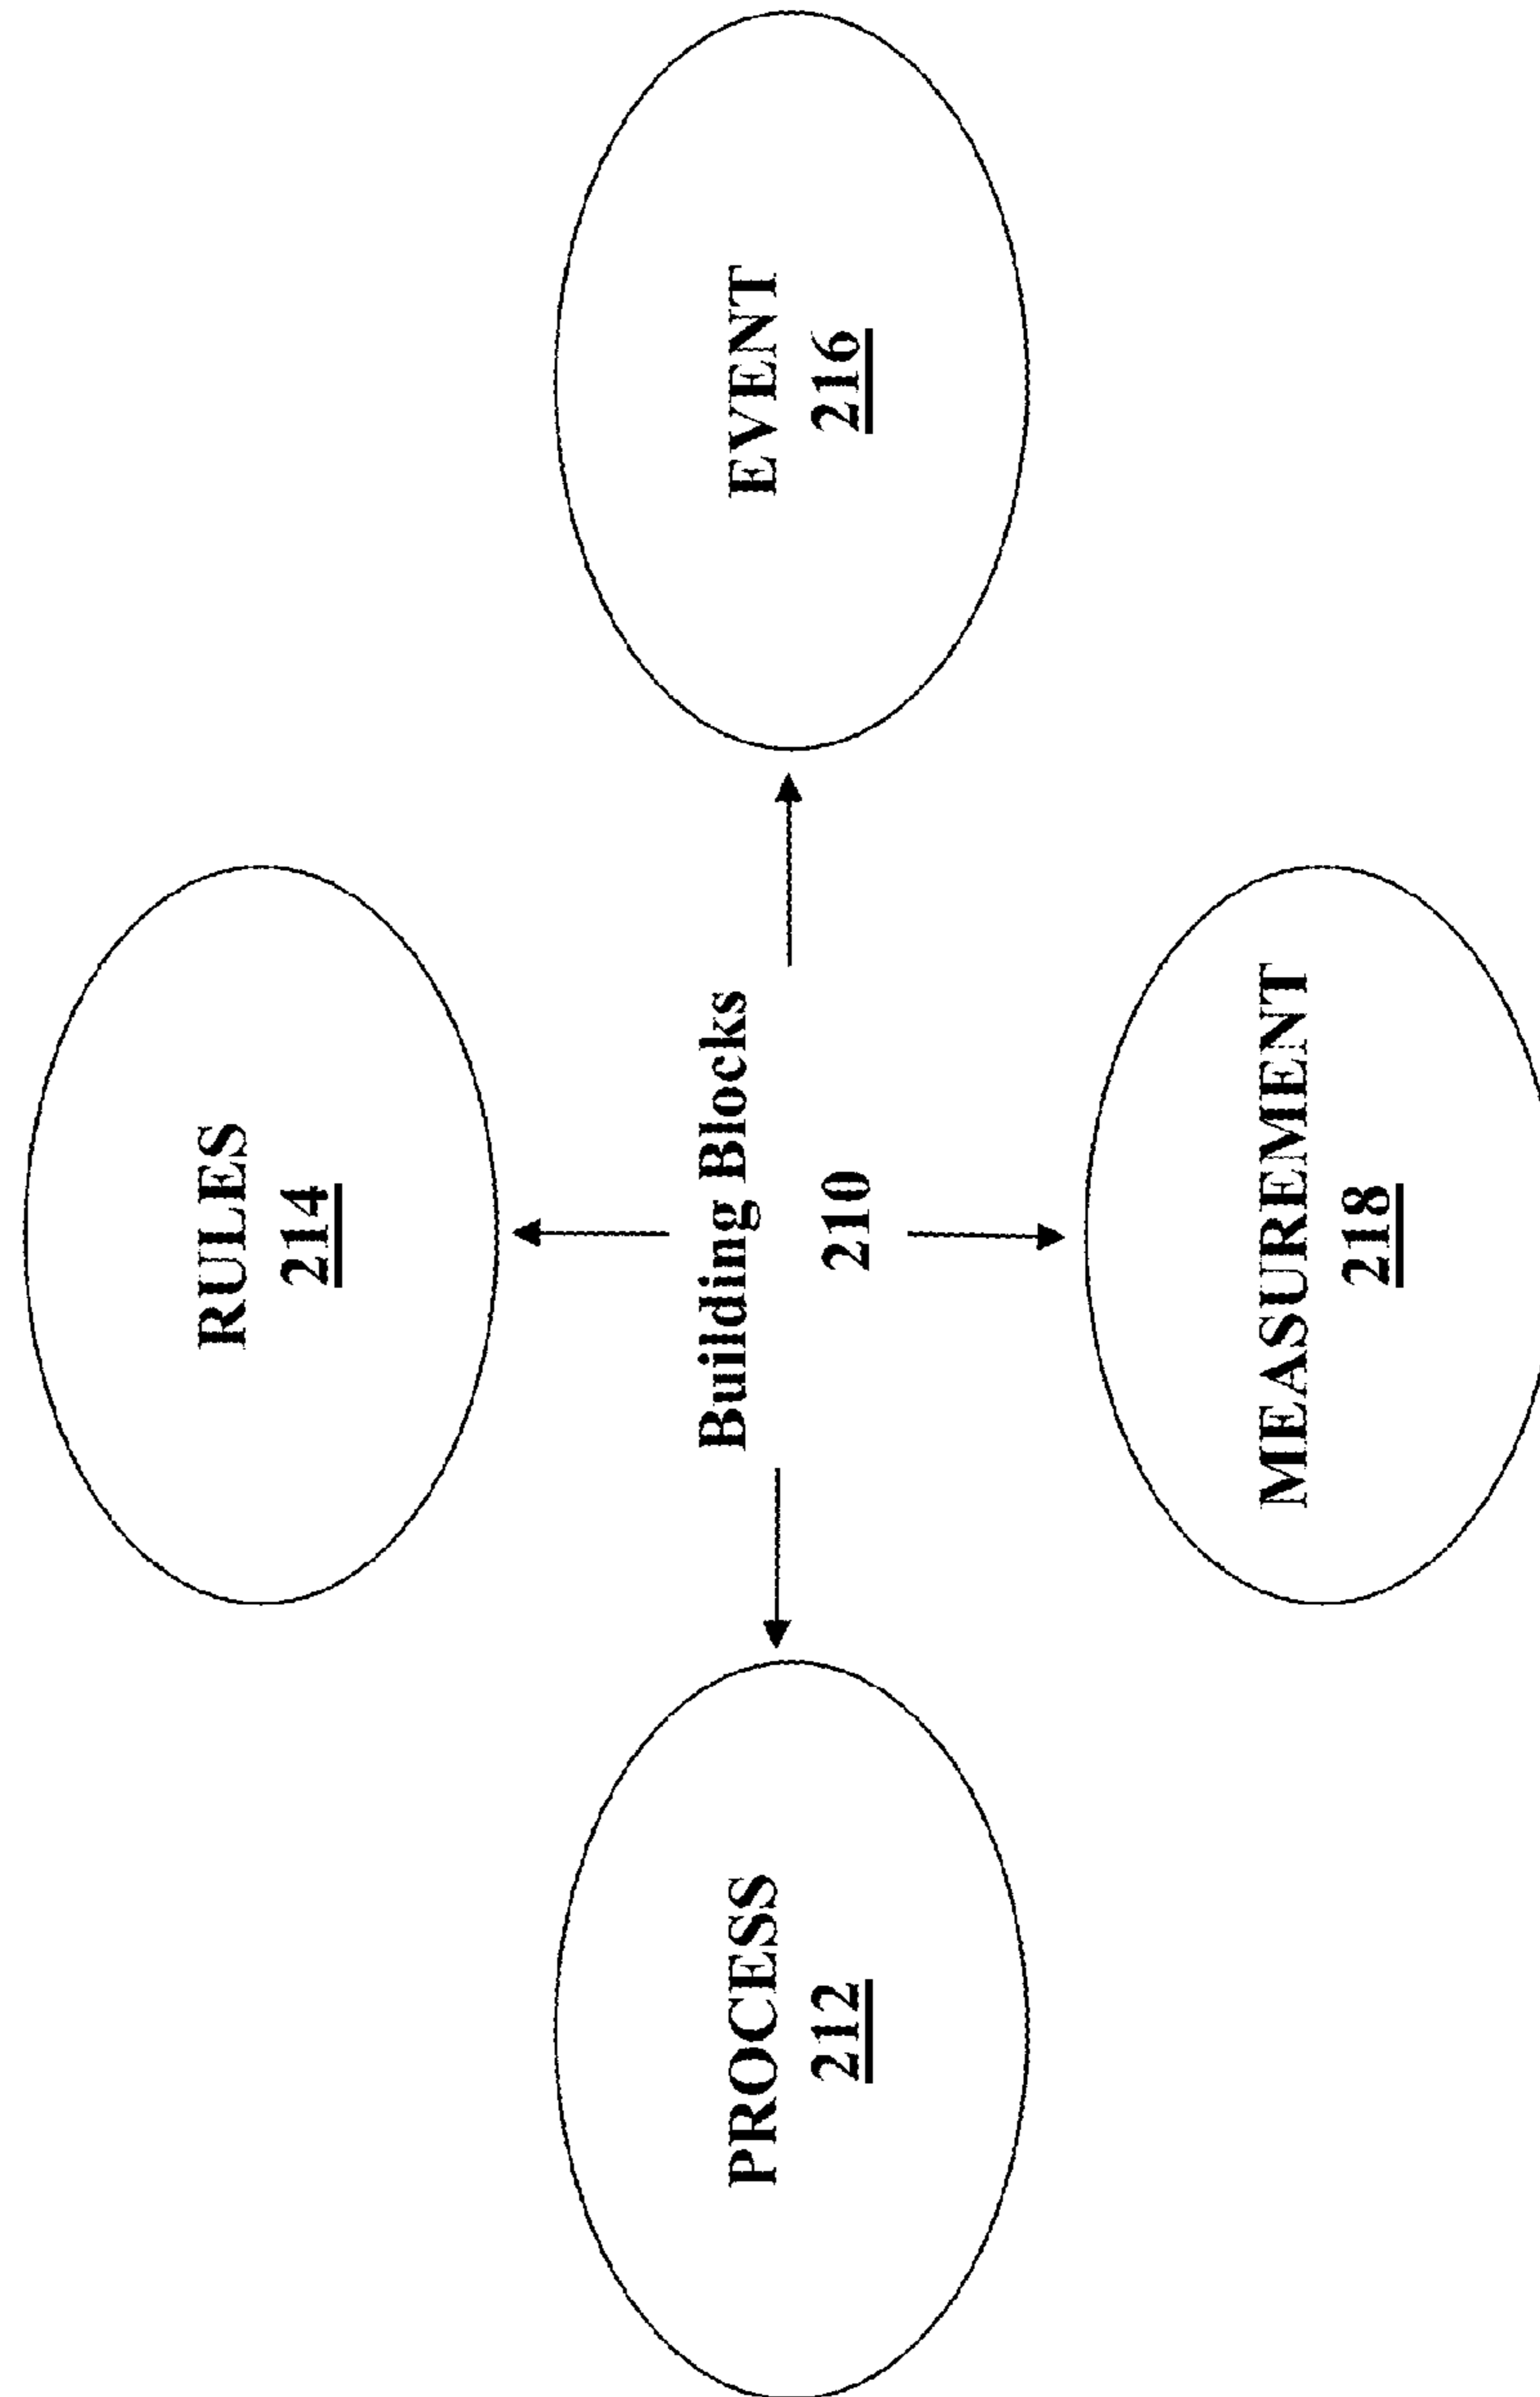 RULES
214
PROCESS
212
Building Blocks
210
EVENT
216
MEASUREMENT
218